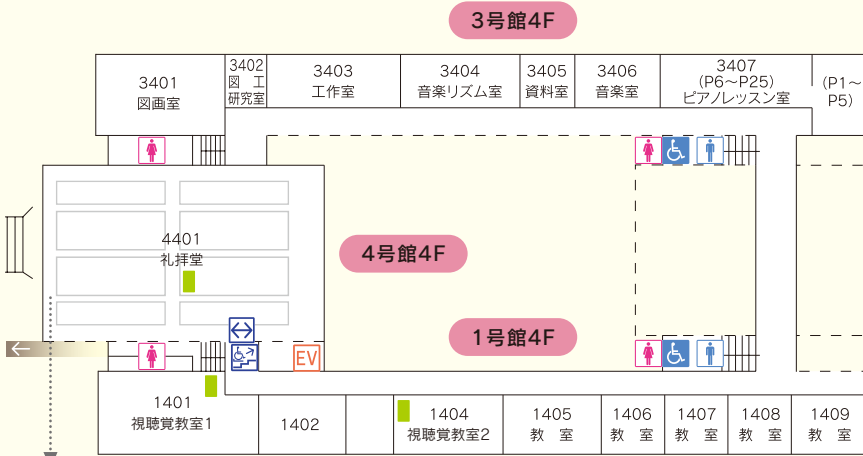 3号館4F
3401
図画室
3402
図 工
研究室
3403
工作室
3404
音楽リズム室
3405
資料室
3406
音楽室
3407
(P6〜P25)
ピアノレッスン室
(P1〜
P5)
4401
礼拝堂
4号館4F
1号館4F
EV
1401
視聴覚教室1
1402
1404
視聴覚教室2
1405
教 室
1406
教 室
1407
教 室
1408
教 室
1409
教 室